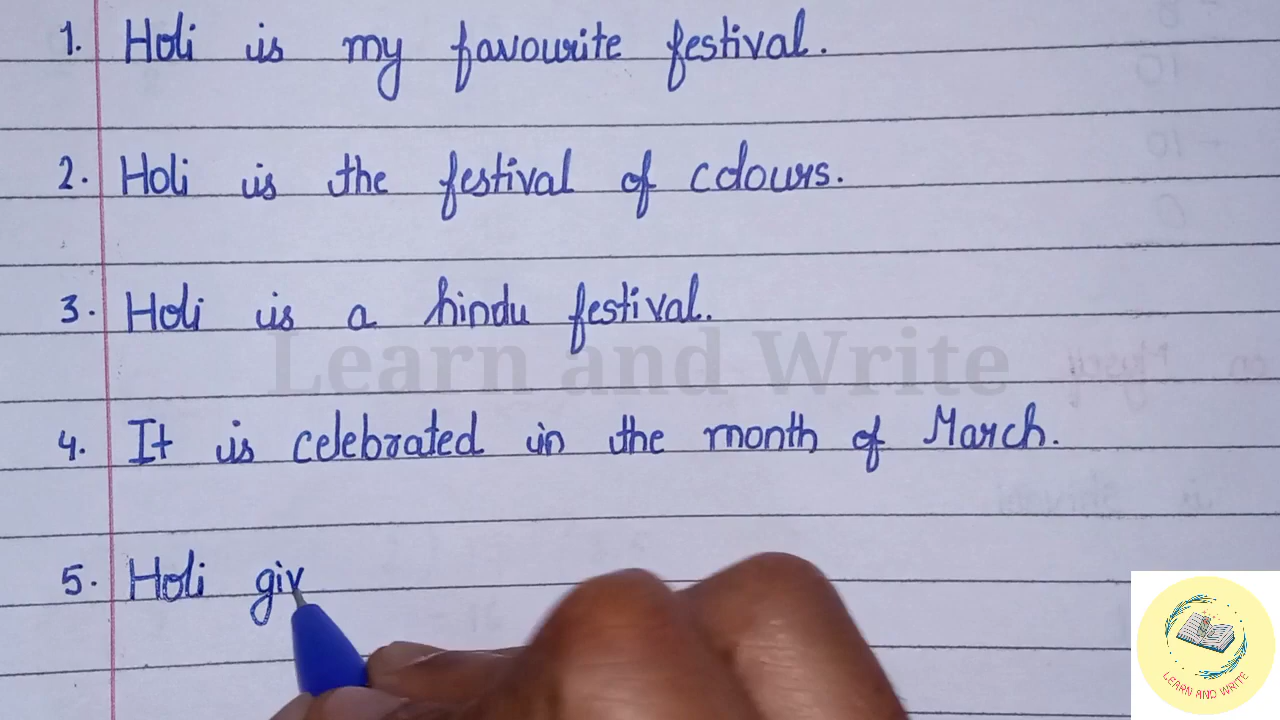 1. Holi is my favourite festival.
2. Holi is the festival of colours.
3. Holi is a hindu festival.
Learn and Write
4. It is celebrated in the month of March.
5. Holi giv
LEARN AND WRITE